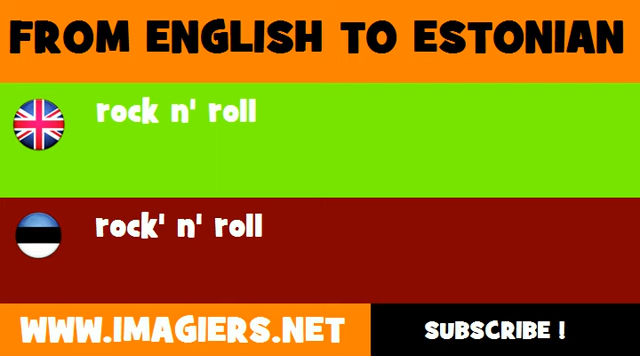 FROM ENGLISH TO ESTONIAN
rock n' roll
rock' n' roll
WWW.IMAGIERS.NET
SUBSCRIBE !